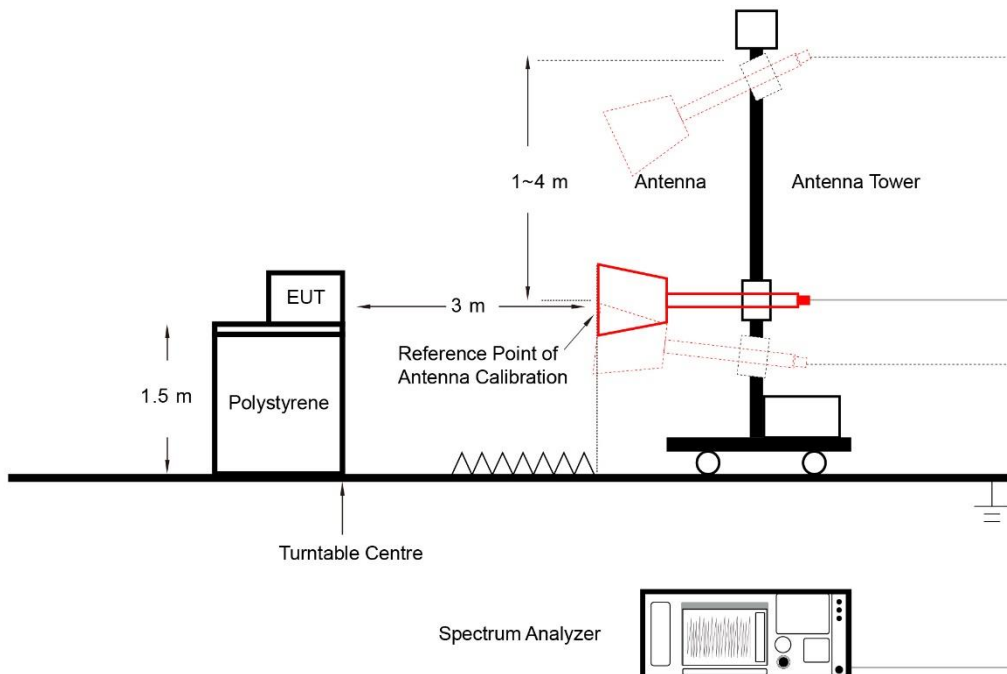 1~4 m
Antenna
Antenna Tower
EUT
3 m
Reference Point of
Antenna Calibration
1.5 m
Polystyrene
Turntable Centre
Spectrum Analyzer